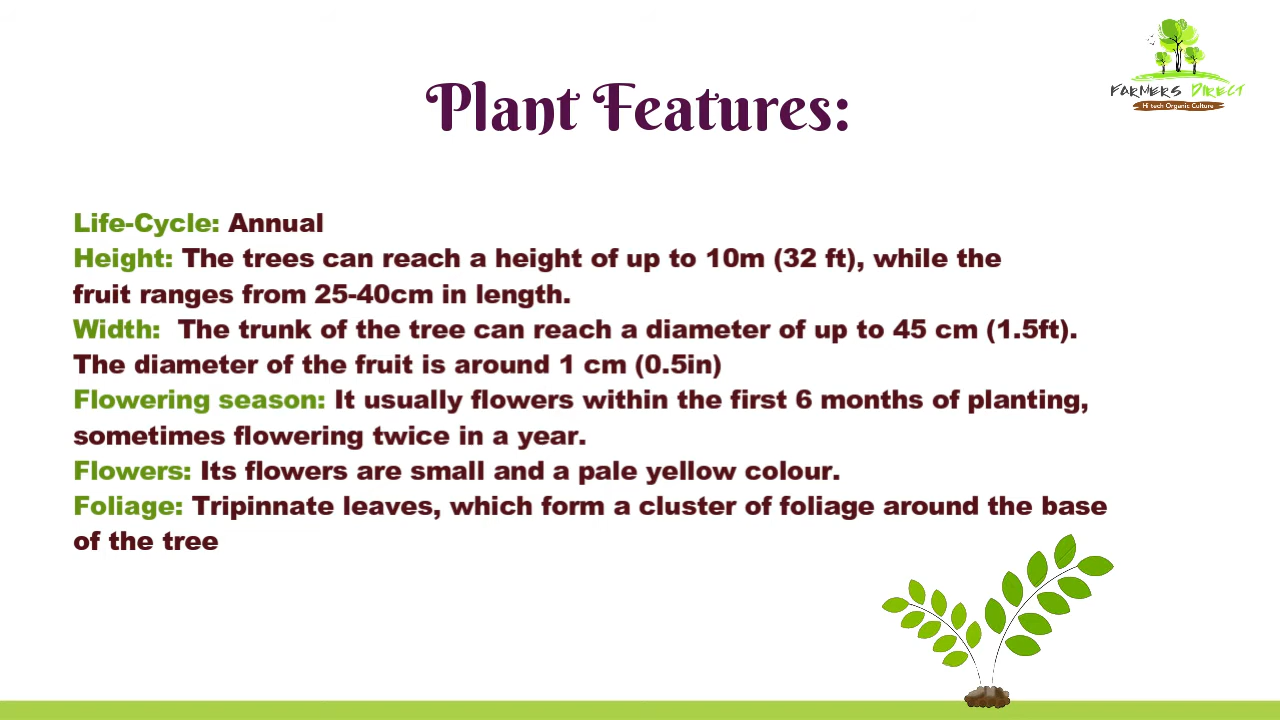 FARMERS DIRECT
Hi tech Organic Culture
Plant Features:
Life-Cycle: Annual
Height: The trees can reach a height of up to 10m (32 ft), while the
fruit ranges from 25-40cm in length.
Width:  The trunk of the tree can reach a diameter of up to 45 cm (1.5ft).
The diameter of the fruit is around 1 cm (0.5in)
Flowering season: It usually flowers within the first 6 months of planting,
sometimes flowering twice in a year.
Flowers: Its flowers are small and a pale yellow colour.
Foliage: Tripinnate leaves, which form a cluster of foliage around the base
of the tree